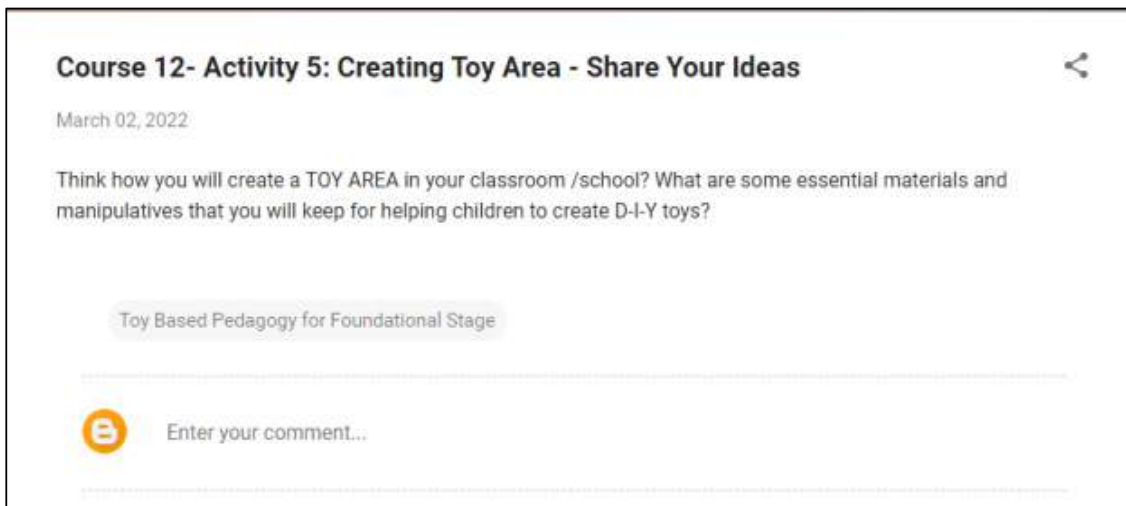 Course 12- Activity 5: Creating Toy Area - Share Your Ideas
March 02, 2022
Think how you will create a TOY AREA in your classroom /school? What are some essential materials and
manipulatives that you will keep for helping children to create D-I-Y toys?
Toy Based Pedagogy for Foundational Stage
Enter your comment...